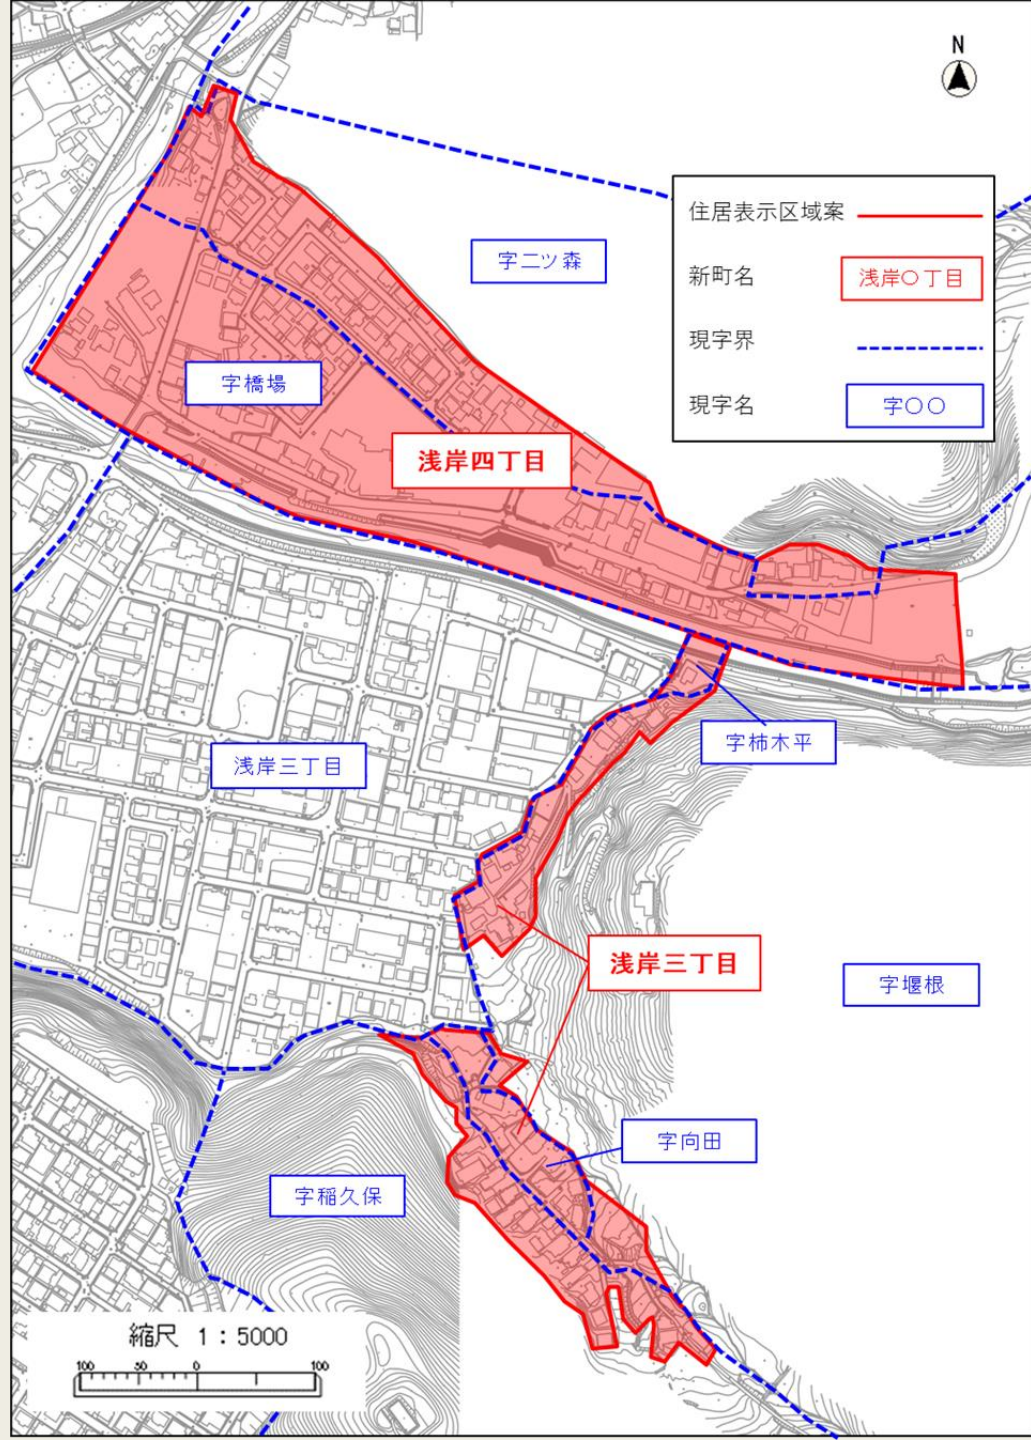 N
住居表示区域案
新町名
浅岸〇丁目
現字界
現字名
字〇〇
字二ツ森
字橋場
浅岸四丁目
字柿木平
浅岸三丁目
浅岸三丁目
字堰根
字向田
字稲久保
縮尺 1:5000
100 50 0 100